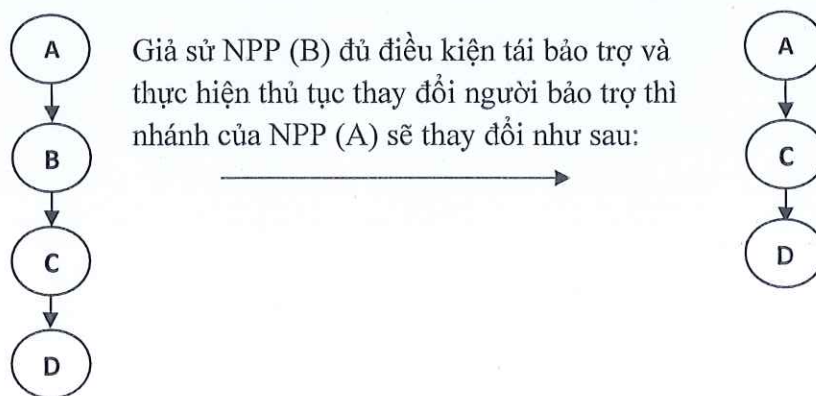 A
B
C
D
Giả sử NPP (B) đủ điều kiện tái bảo trợ và
thực hiện thủ tục thay đổi người bảo trợ thì
nhánh của NPP (A) sẽ thay đổi như sau:
A
C
D